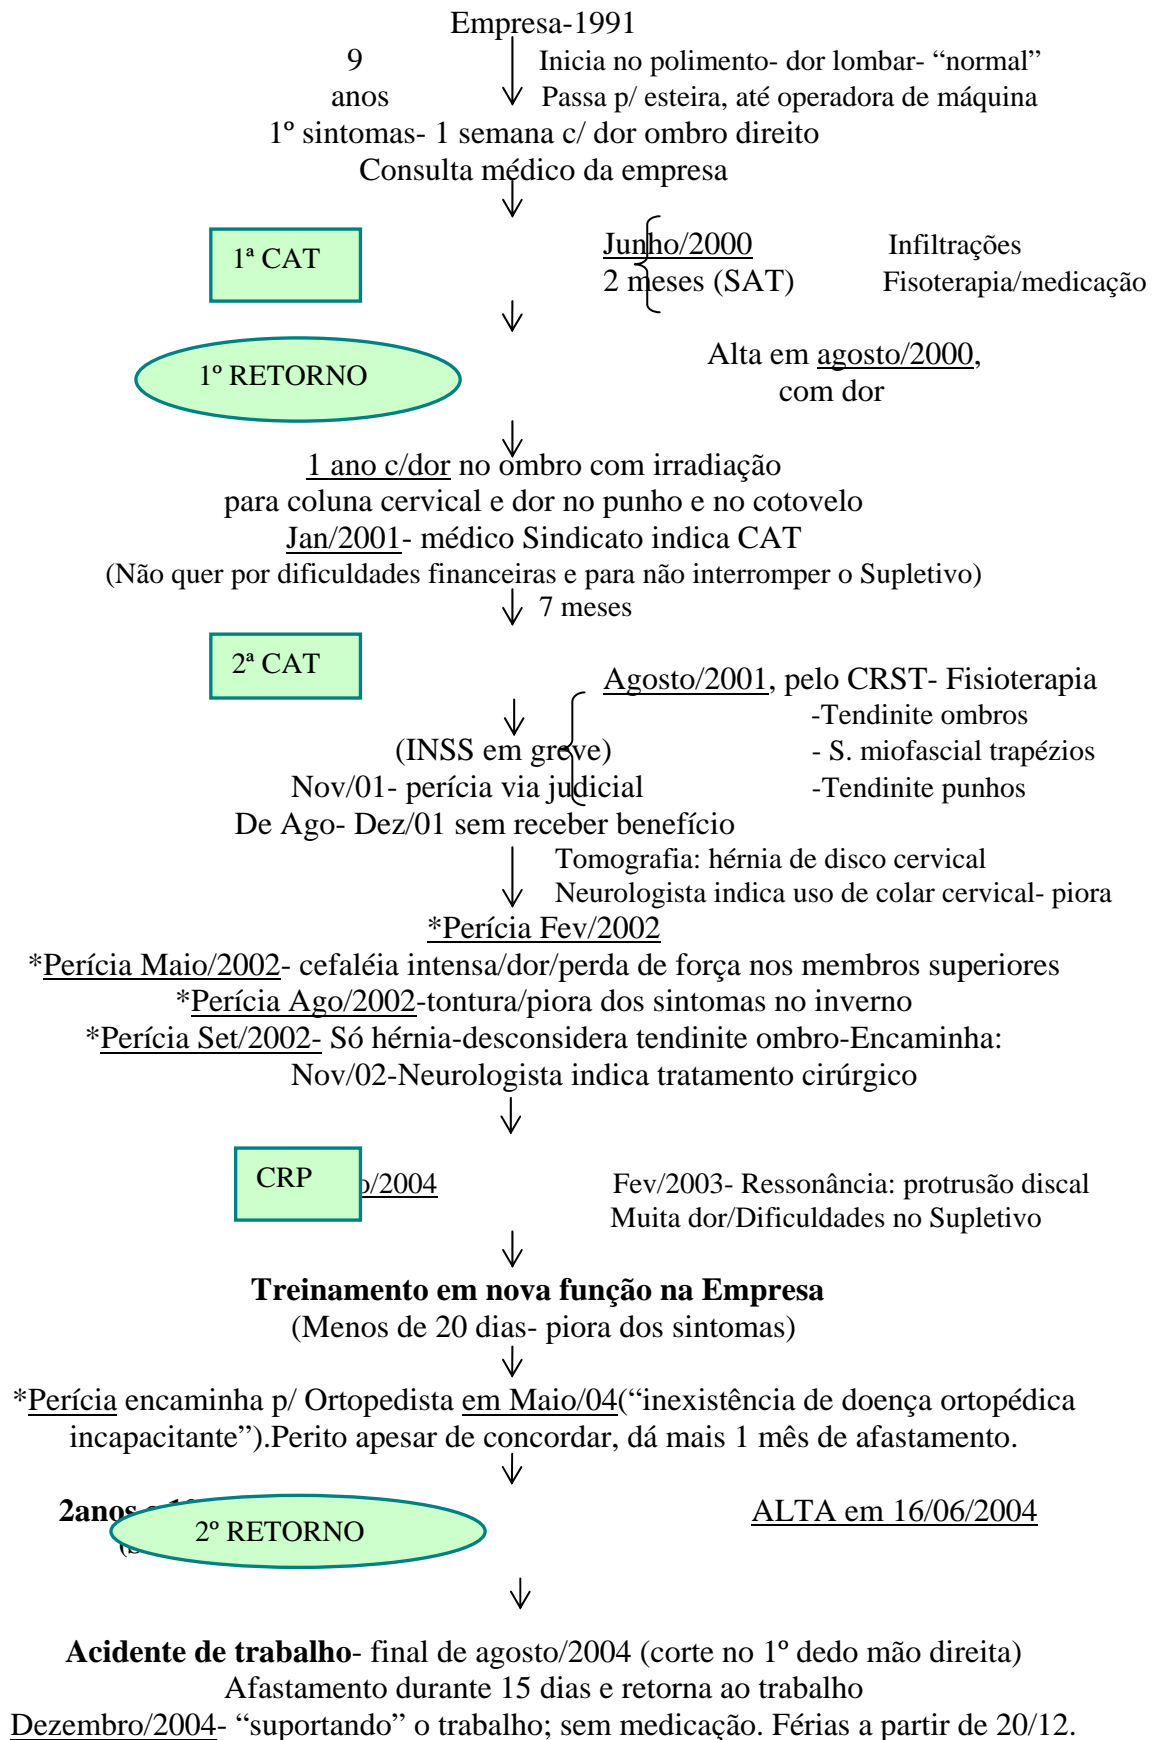 Empresa-1991
9 Inicia no polimento- dor lombar- “normal”
anos Passa p/ esteira, até operadora de máquina
1º sintomas- 1 semana c/ dor ombro direito
Consulta médico da empresa
1ª CAT Junho/2000 Infiltrações
2 meses (SAT) Fisoterapia/medicação
1º RETORNO Alta em agosto/2000,
com dor
1 ano c/dor no ombro com irradiação
para coluna cervical e dor no punho e no cotovelo
Jan/2001- médico Sindicato indica CAT
(Não quer por dificuldades financeiras e para não interromper o Supletivo)
7 meses
2ª CAT Agosto/2001, pelo CRST- Fisioterapia
-Tendinite ombros
(INSS em greve) - S. miofascial trapézios
Nov/01- perícia via judicial -Tendinite punhos
De Ago- Dez/01 sem receber benefício
Tomografia: hérnia de disco cervical
Neurologista indica uso de colar cervical- piora
*Perícia Fev/2002
*Perícia Maio/2002- cefaléia intensa/dor/perda de força nos membros superiores
*Perícia Ago/2002-tontura/piora dos sintomas no inverno
*Perícia Set/2002- Só hérnia-desconsidera tendinite ombro-Encaminha:
Nov/02-Neurologista indica tratamento cirúrgico
CRP /2004 Fev/2003- Ressonância: protrusão discal
Muita dor/Dificuldades no Supletivo
Treinamento em nova função na Empresa
(Menos de 20 dias- piora dos sintomas)
*Perícia encaminha p/ Ortopedista em Maio/04(“inexistência de doença ortopédica
incapacitante”).Perito apesar de concordar, dá mais 1 mês de afastamento.
2anos ALTA em 16/06/2004
2º RETORNO
Acidente de trabalho- final de agosto/2004 (corte no 1º dedo mão direita)
Afastamento durante 15 dias e retorna ao trabalho
Dezembro/2004- “suportando” o trabalho; sem medicação. Férias a partir de 20/12.